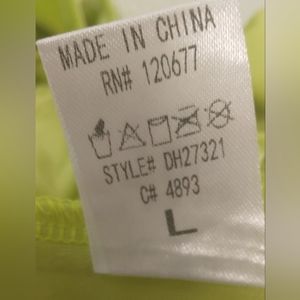 MADE IN CHINA
RN# 120677
STYLE# DH27321
C# 4893
L